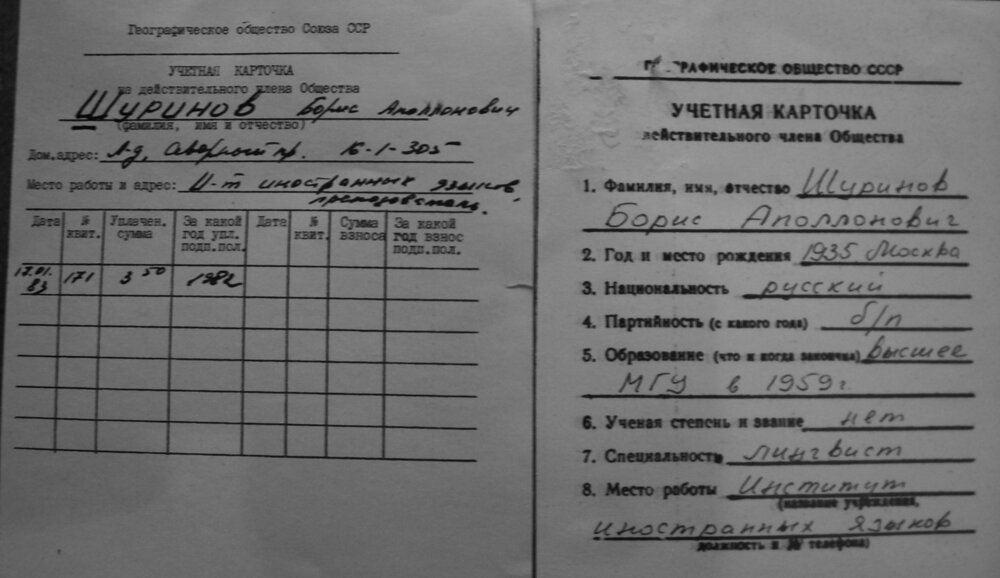 Географическое общество Союза ССР
УЧЕТНАЯ КАРТОЧКА
действительного члена Общества
Шуринов Борис Аполлонович
(фамилия, имя и отчество)
Дом.адрес: К-1-305
Место работы и адрес: И-т иностранных языков
преподаватель.
Дата № квит. Уплачен. сумма За какой год упл. подп.пол. Дата № квит. Сумма взноса За какой год взнос подп.пол.
17.01.83 171 3 50 1982
ГРАФИЧЕСКОЕ ОБЩЕСТВО СССР
УЧЕТНАЯ КАРТОЧКА
действительного члена Общества
1. Фамилия, имя, отчество Шуринов
Борис Аполлонович
2. Год и место рождения 1935 Москва
3. Национальность русский
4. Партийность (с какого года) б/п
5. Образование (что и когда закончил) высшее
МГУ в 1959 г.
6. Ученая степень и звание нет
7. Специальность лингвист
8. Место работы Институт
(название учреждения,
иностранных языков
должность и № телефона)